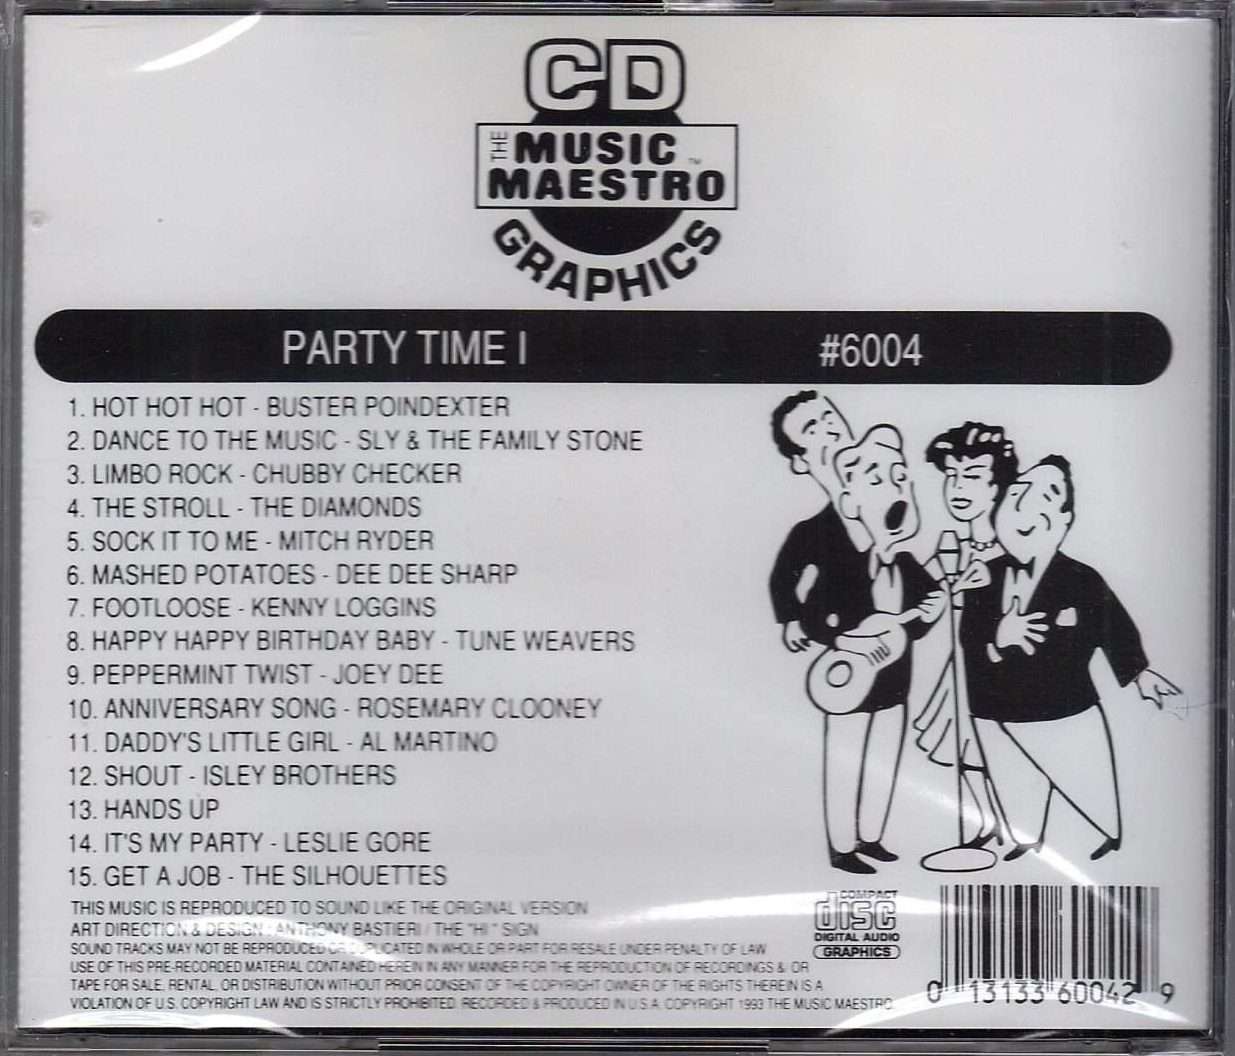 CD
THE MUSIC ™
MAESTRO
GRAPHICS
PARTY TIME I #6004
1. HOT HOT HOT - BUSTER POINDEXTER
2. DANCE TO THE MUSIC - SLY & THE FAMILY STONE
3. LIMBO ROCK - CHUBBY CHECKER
4. THE STROLL - THE DIAMONDS
5. SOCK IT TO ME - MITCH RYDER
6. MASHED POTATOES - DEE DEE SHARP
7. FOOTLOOSE - KENNY LOGGINS
8. HAPPY HAPPY BIRTHDAY BABY - TUNE WEAVERS
9. PEPPERMINT TWIST - JOEY DEE
10. ANNIVERSARY SONG - ROSEMARY CLOONEY
11. DADDY'S LITTLE GIRL - AL MARTINO
12. SHOUT - ISLEY BROTHERS
13. HANDS UP
14. IT'S MY PARTY - LESLIE GORE
15. GET A JOB - THE SILHOUETTES
THIS MUSIC IS REPRODUCED TO SOUND LIKE THE ORIGINAL VERSION
ART DIRECTION & DESIGN : ANTHONY BASTIERI / THE "HI" SIGN
SOUND TRACKS MAY NOT BE REPRODUCED OR DUPLICATED IN WHOLE OR PART FOR RESALE UNDER PENALTY OF LAW
USE OF THIS PRE-RECORDED MATERIAL CONTAINED HEREIN IN ANY MANNER FOR THE REPRODUCTION OF RECORDINGS & OR
TAPE FOR SALE, RENTAL, OR DISTRIBUTION WITHOUT PRIOR CONSENT OF THE COPYRIGHT OWNER OF THE RIGHTS THEREIN IS A
VIOLATION OF U.S. COPYRIGHT LAW AND IS STRICTLY PROHIBITED. RECORDED & PRODUCED IN U.S.A. COPYRIGHT 1993 THE MUSIC MAESTRO
COMPACT
disc
DIGITAL AUDIO
GRAPHICS
0 13133 60042 9